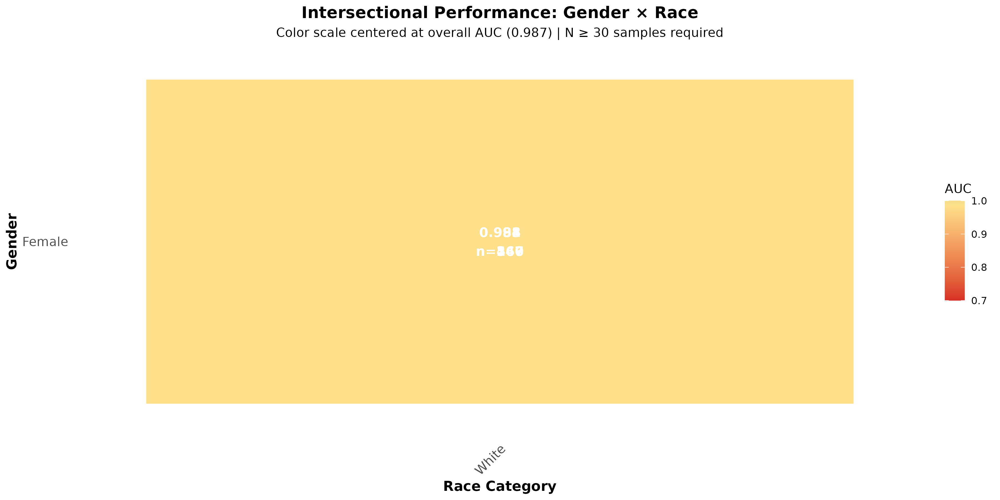 Intersectional Performance: Gender × Race
Color scale centered at overall AUC (0.987) | N ≥ 30 samples required
Gender
Female
AUC
1.0
0.9
0.8
0.7
White
Race Category